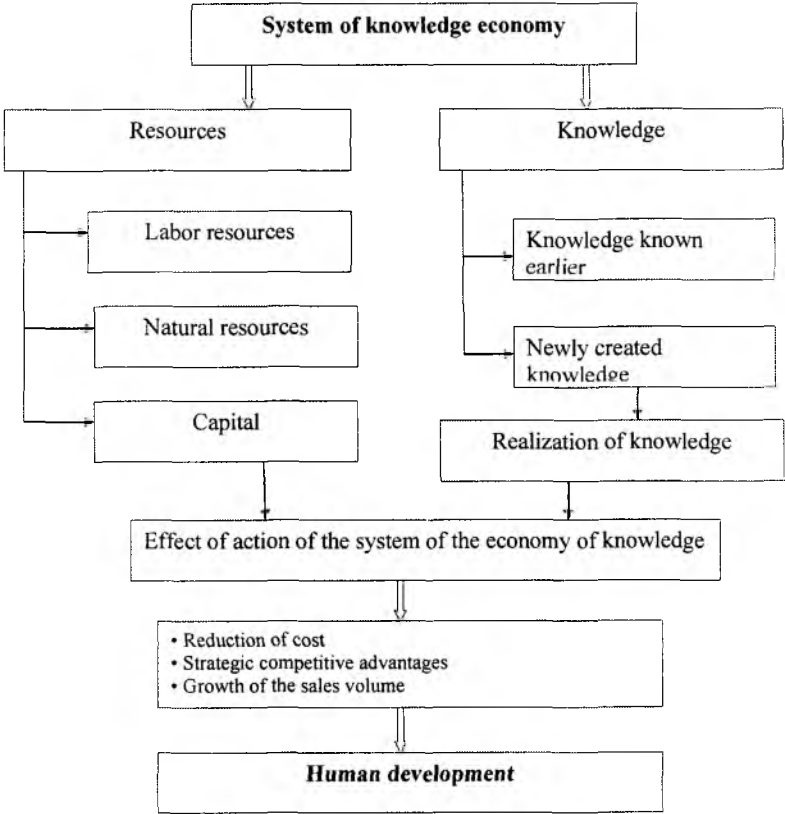 System of knowledge economy
Resources
Knowledge
Labor resources
Knowledge known
earlier
Natural resources
Newly created
knowledge
Capital
Realization of knowledge
Effect of action of the system of the economy of knowledge
• Reduction of cost
• Strategic competitive advantages
• Growth of the sales volume
Human development